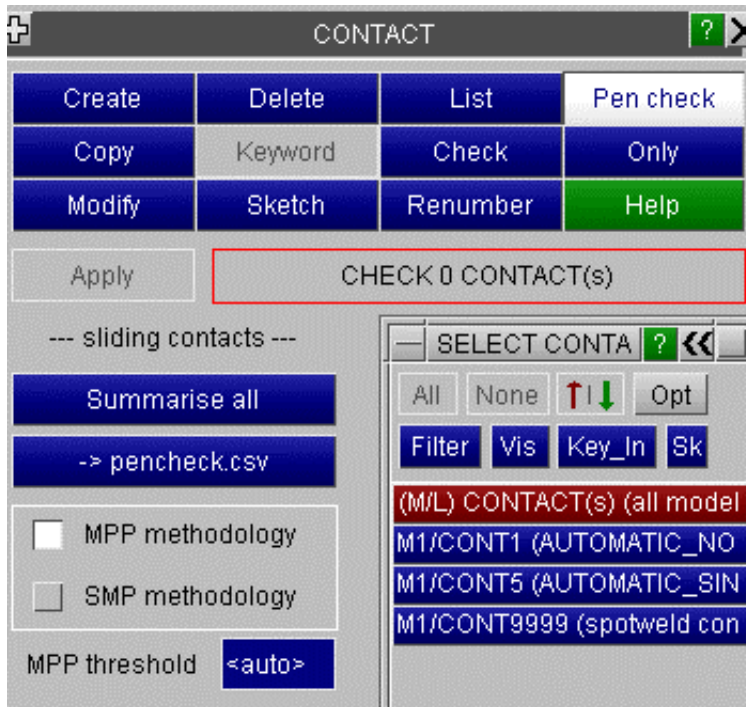 CONTACT ?
Create Delete List Pen check
Copy Keyword Check Only
Modify Sketch Renumber Help
Apply CHECK 0 CONTACT(s)
--- sliding contacts ---
Summarise all
-> pencheck.csv
MPP methodology
SMP methodology
MPP threshold <auto>
SELECT CONTA ?
All None Opt
Filter Vis Key_In Sk
(M/L) CONTACT(s) (all model
M1/CONT1 (AUTOMATIC_NO
M1/CONT5 (AUTOMATIC_SIN
M1/CONT9999 (spotweld con